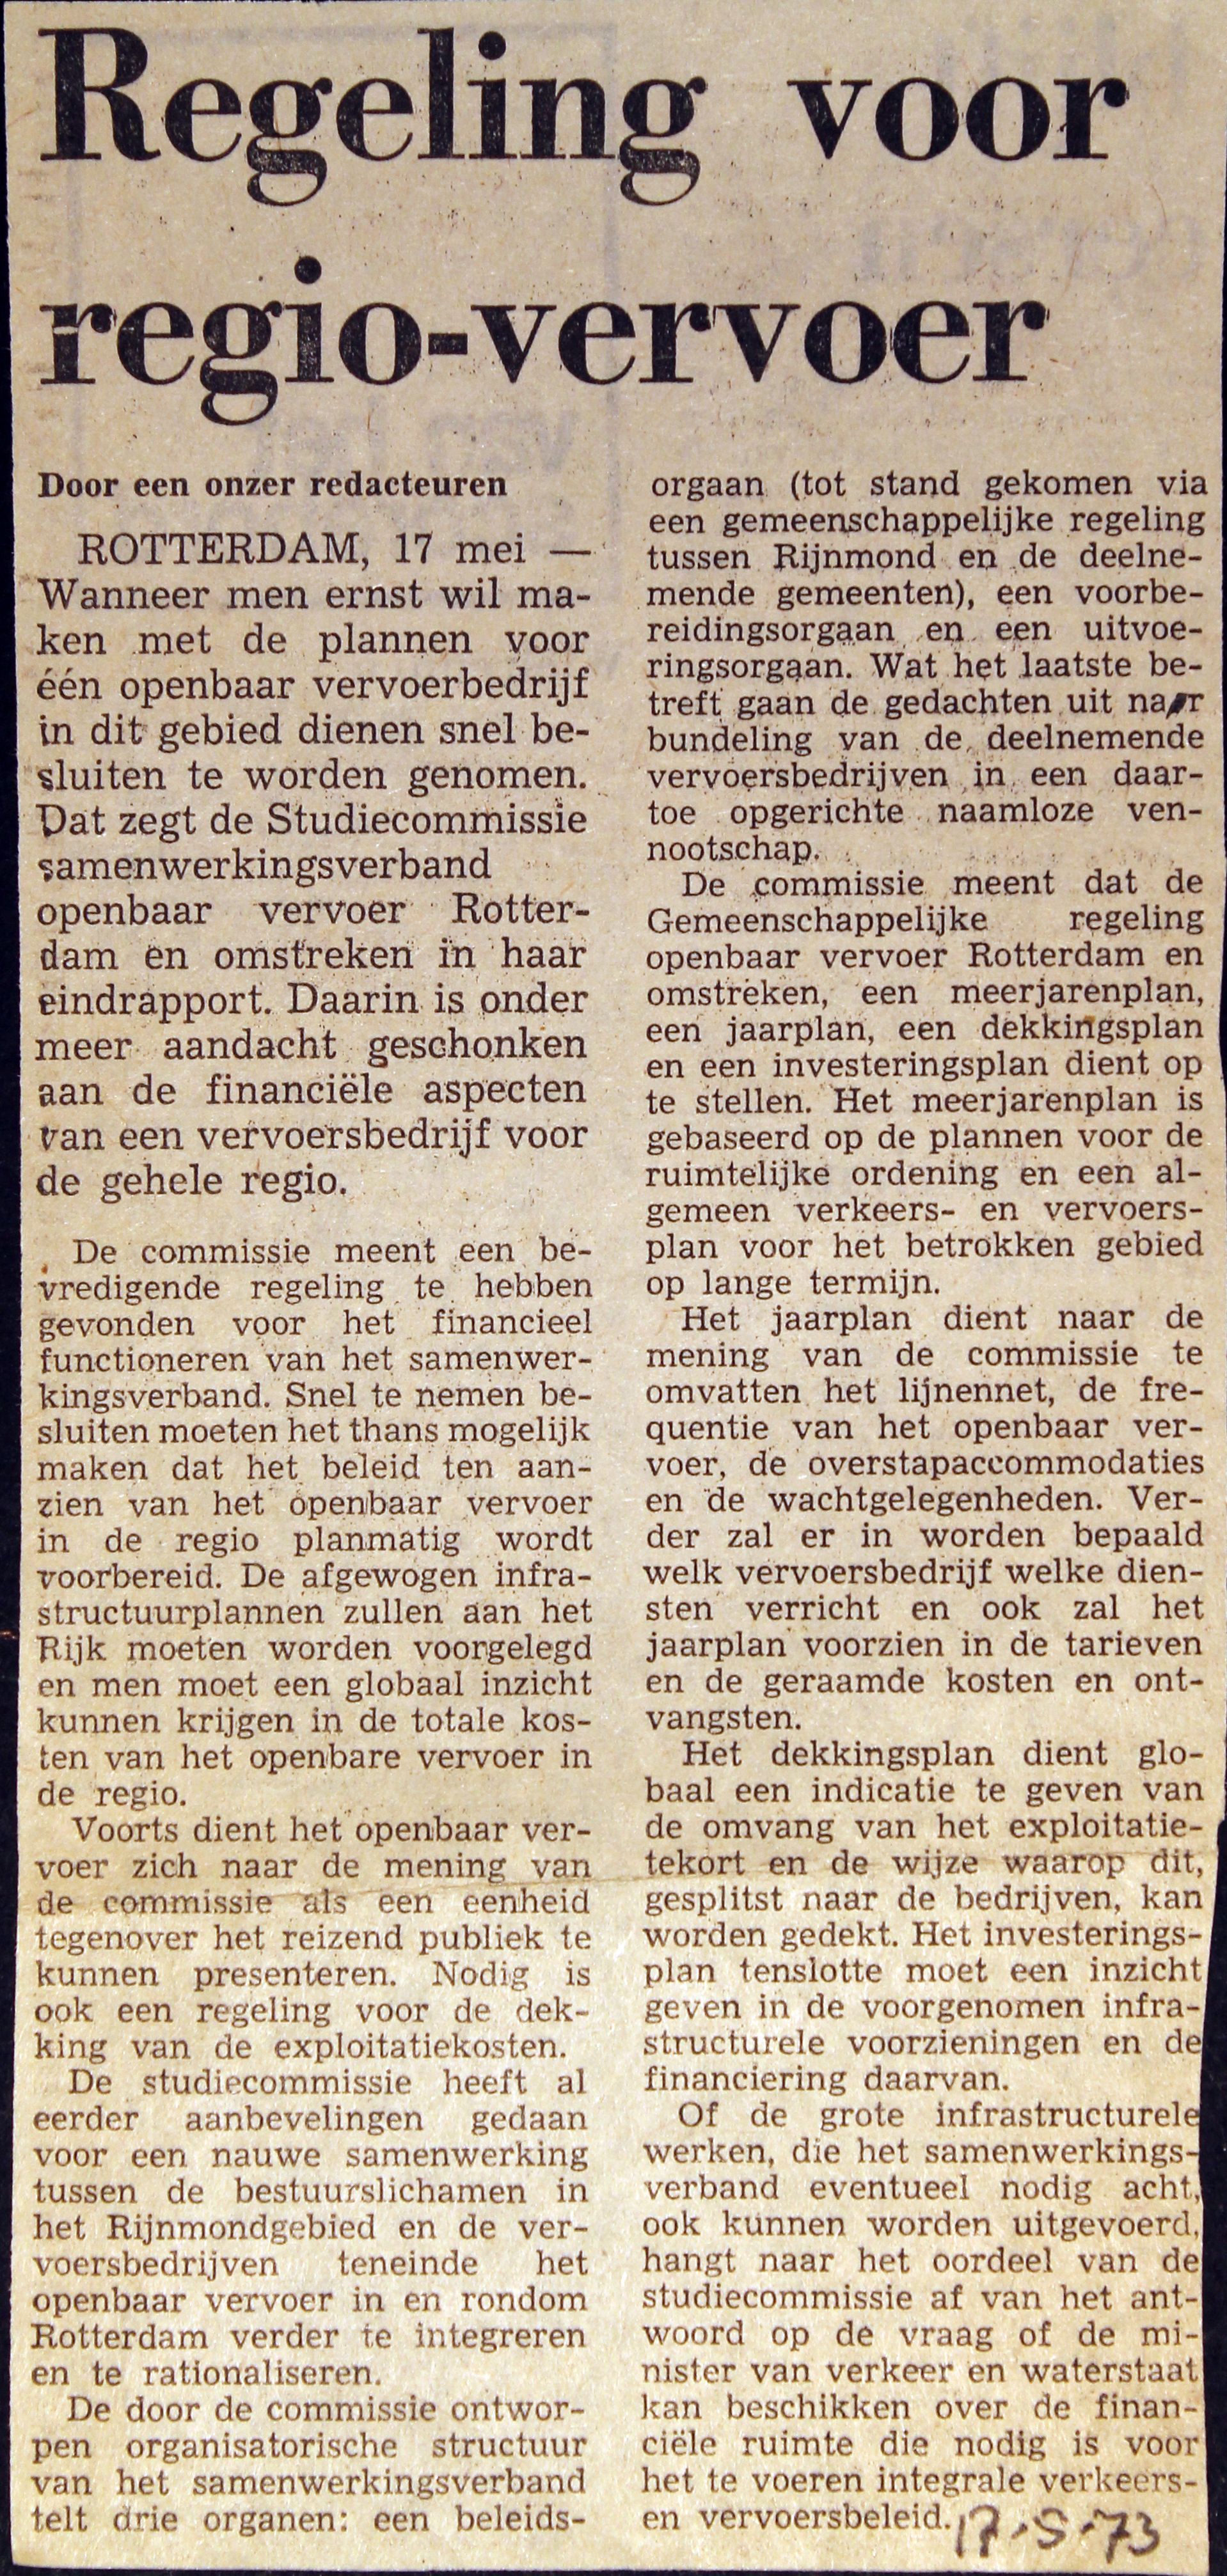 Regeling voor
regio-vervoer
Door een onzer redacteuren
ROTTERDAM, 17 mei —
Wanneer men ernst wil ma-
ken met de plannen voor
één openbaar vervoerbedrijf
in dit gebied dienen snel be-
sluiten te worden genomen.
Dat zegt de Studiecommissie
samenwerkingsverband
openbaar vervoer Rotter-
dam en omstreken in haar
eindrapport. Daarin is onder
meer aandacht geschonken
aan de financiële aspecten
van een vervoersbedrijf voor
de gehele regio.
De commissie meent een be-
vredigende regeling te hebben
gevonden voor het financieel
functioneren van het samenwer-
kingsverband. Snel te nemen be-
sluiten moeten het thans mogelijk
maken dat het beleid ten aan-
zien van het openbaar vervoer
in de regio planmatig wordt
voorbereid. De afgewogen infra-
structuurplannen zullen aan het
Rijk moeten worden voorgelegd
en men moet een globaal inzicht
kunnen krijgen in de totale kos-
ten van het openbare vervoer in
de regio.
Voorts dient het openbaar ver-
voer zich naar de mening van
de commissie als een eenheid
tegenover het reizend publiek te
kunnen presenteren. Nodig is
ook een regeling voor de dek-
king van de exploitatiekosten.
De studiecommissie heeft al
eerder aanbevelingen gedaan
voor een nauwe samenwerking
tussen de bestuurslichamen in
het Rijnmondgebied en de ver-
voersbedrijven teneinde het
openbaar vervoer in en rondom
Rotterdam verder te integreren
en te rationaliseren.
De door de commissie ontwor-
pen organisatorische structuur
van het samenwerkingsverband
telt drie organen: een beleids-
orgaan (tot stand gekomen via
een gemeenschappelijke regeling
tussen Rijnmond en de deelne-
mende gemeenten), een voorbe-
reidingsorgaan en een uitvoe-
ringsorgaan. Wat het laatste be-
treft gaan de gedachten uit naar
bundeling van de deelnemende
vervoersbedrijven in een daar-
toe opgerichte naamloze ven-
nootschap.
De commissie meent dat de
Gemeenschappelijke regeling
openbaar vervoer Rotterdam en
omstreken, een meerjarenplan,
een jaarplan, een dekkingsplan
en een investeringsplan dient op
te stellen. Het meerjarenplan is
gebaseerd op de plannen voor de
ruimtelijke ordening en een al-
gemeen verkeers- en vervoers-
plan voor het betrokken gebied
op lange termijn.
Het jaarplan dient naar de
mening van de commissie te
omvatten het lijnennet, de fre-
quentie van het openbaar ver-
voer, de overstapaccommodaties
en de wachtgelegenheden. Ver-
der zal er in worden bepaald
welk vervoersbedrijf welke dien-
sten verricht en ook zal het
jaarplan voorzien in de tarieven
en de geraamde kosten en ont-
vangsten.
Het dekkingsplan dient glo-
baal een indicatie te geven van
de omvang van het exploitatie-
tekort en de wijze waarop dit,
gesplitst naar de bedrijven, kan
worden gedekt. Het investerings-
plan tenslotte moet een inzicht
geven in de voorgenomen infra-
structurele voorzieningen en de
financiering daarvan.
Of de grote infrastructurele
werken, die het samenwerkings-
verband eventueel nodig acht,
ook kunnen worden uitgevoerd,
hangt naar het oordeel van de
studiecommissie af van het ant-
woord op de vraag of de mi-
nister van verkeer en waterstaat
kan beschikken over de finan-
ciële ruimte die nodig is voor
het te voeren integrale verkeers-
en vervoersbeleid. 17-5-73